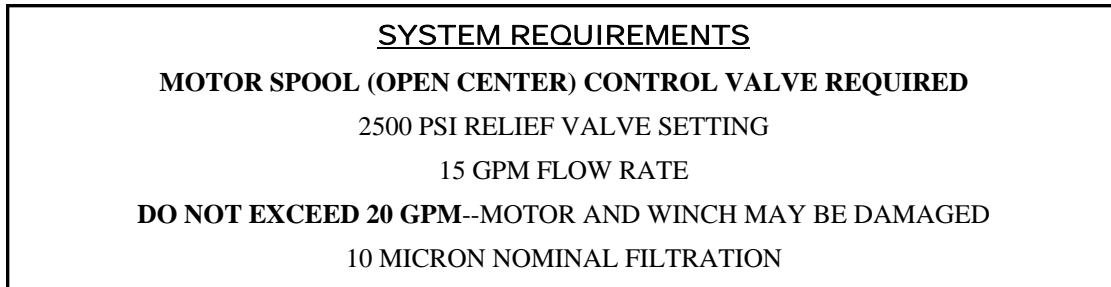 SYSTEM REQUIREMENTS
MOTOR SPOOL (OPEN CENTER) CONTROL VALVE REQUIRED
2500 PSI RELIEF VALVE SETTING
15 GPM FLOW RATE
DO NOT EXCEED 20 GPM--MOTOR AND WINCH MAY BE DAMAGED
10 MICRON NOMINAL FILTRATION